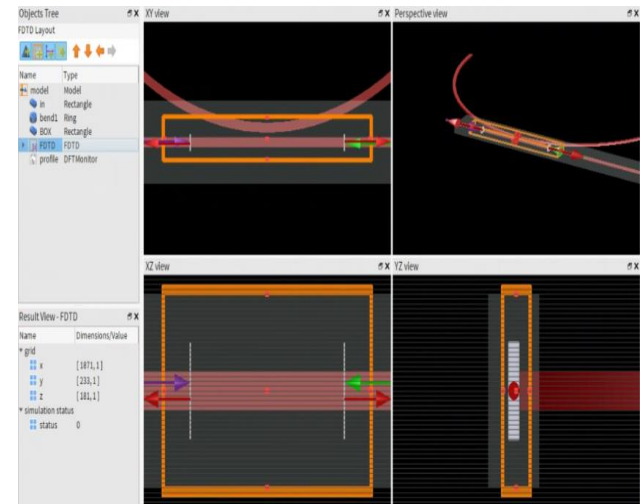 Objects Tree
FDTD Layout
Name Type
model Model
in Rectangle
bend1 Ring
BOX Rectangle
FDTD FDTD
profile DFTMonitor
Result View - FDTD
Name Dimensions/Value
grid
x [1871,1]
y [233,1]
z [181,1]
simulation status
status 0
XY view
Perspective view
XZ view
YZ view